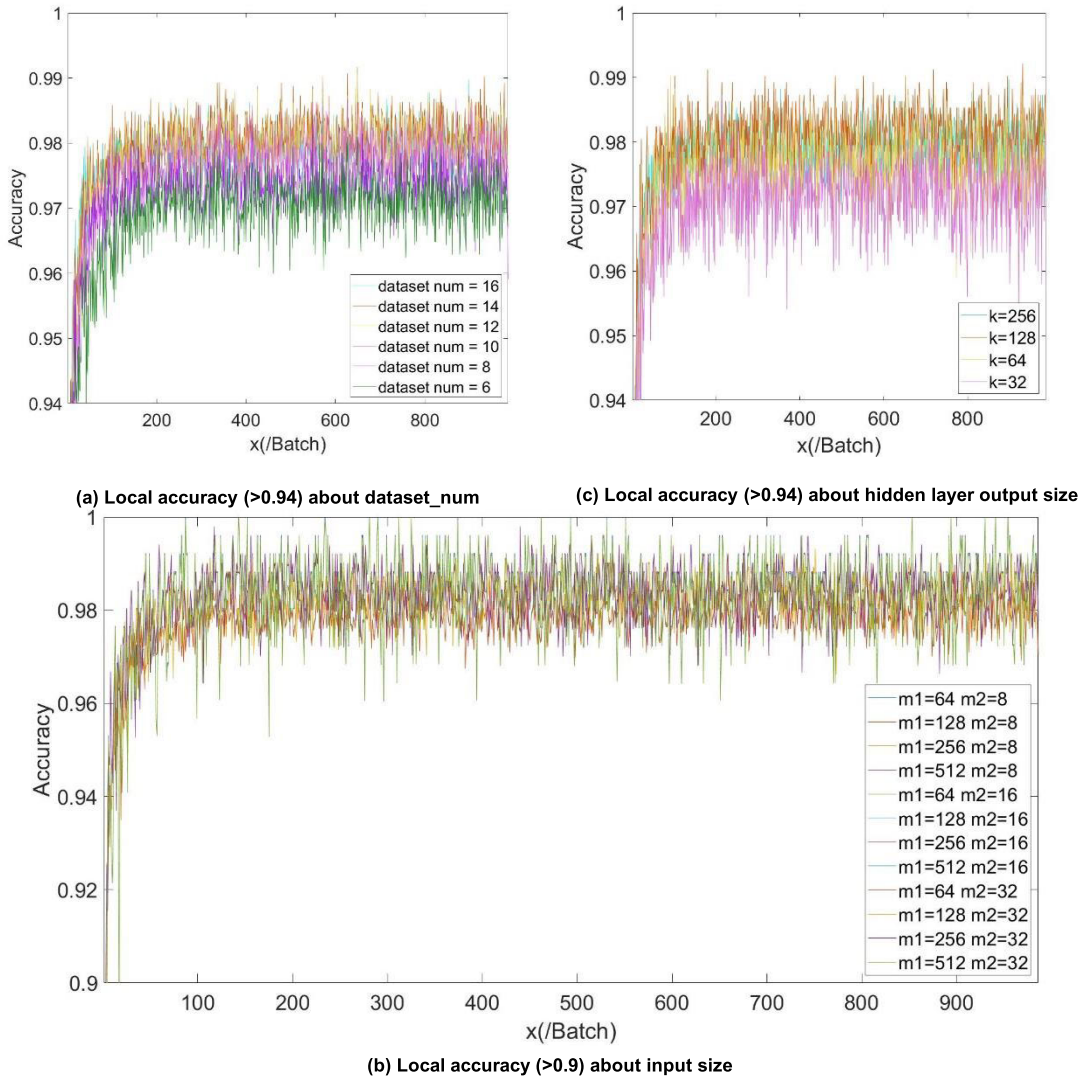 1
0.99
0.98
0.97
0.96
0.95
0.94
Accuracy
200
400
600
800
x(/Batch)
dataset num = 16
dataset num = 14
dataset num = 12
dataset num = 10
dataset num = 8
dataset num = 6
(a) Local accuracy (>0.94) about dataset_num
1
0.99
0.98
0.97
0.96
0.95
0.94
Accuracy
200
400
600
800
x(/Batch)
k=256
k=128
k=64
k=32
(c) Local accuracy (>0.94) about hidden layer output size
1
0.98
0.96
0.94
0.92
0.9
Accuracy
100
200
300
400
500
600
700
800
900
x(/Batch)
m1=64 m2=8
m1=128 m2=8
m1=256 m2=8
m1=512 m2=8
m1=64 m2=16
m1=128 m2=16
m1=256 m2=16
m1=512 m2=16
m1=64 m2=32
m1=128 m2=32
m1=256 m2=32
m1=512 m2=32
(b) Local accuracy (>0.9) about input size